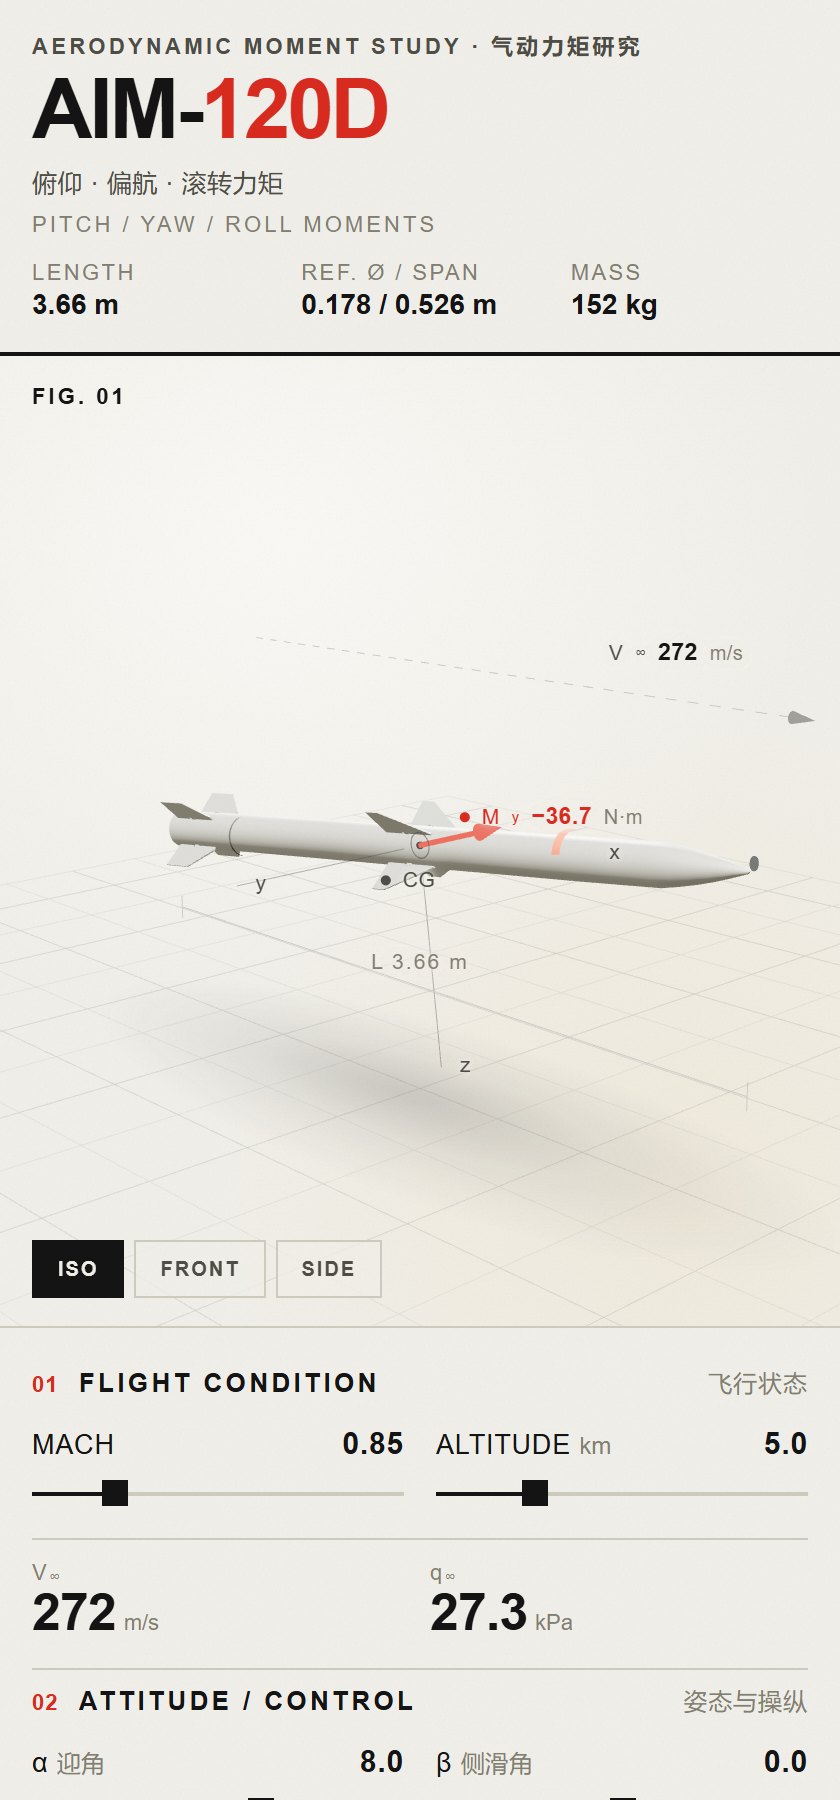 AERODYNAMIC MOMENT STUDY · 气动力矩研究
AIM-120D
俯仰 · 偏航 · 滚转力矩
PITCH / YAW / ROLL MOMENTS
LENGTH REF. Ø / SPAN MASS
3.66 m 0.178 / 0.526 m 152 kg
FIG. 01
V ∞ 272 m/s
M y −36.7 N·m
x
y
CG
L 3.66 m
z
ISO FRONT SIDE
01 FLIGHT CONDITION 飞行状态
MACH 0.85 ALTITUDE km 5.0
V∞ q∞
272 m/s 27.3 kPa
02 ATTITUDE / CONTROL 姿态与操纵
α 迎角 8.0 β 侧滑角 0.0